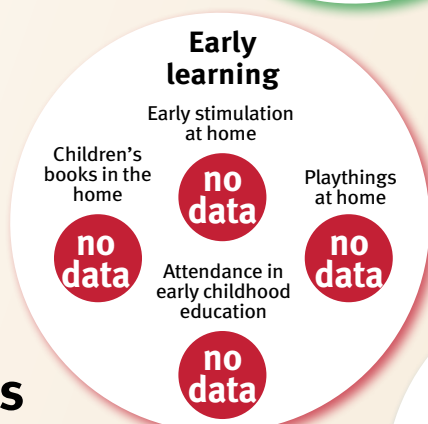 Early
learning
Early stimulation
at home
no
data
Children's
books in the
home
no
data
Playthings
at home
no
data
Attendance in
early childhood
education
no
data
s